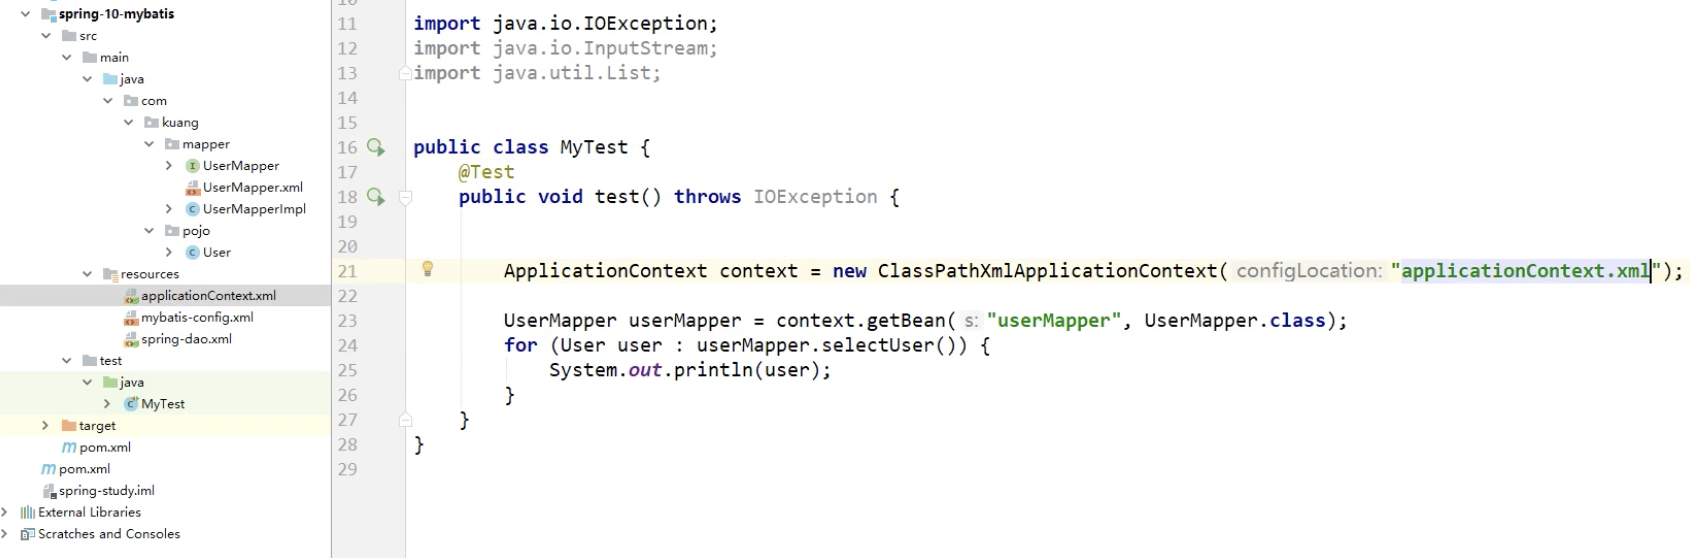 spring-10-mybatis
src
main
java
com
kuang
mapper
UserMapper
UserMapper.xml
UserMapperImpl
pojo
User
resources
applicationContext.xml
mybatis-config.xml
spring-dao.xml
test
java
MyTest
target
pom.xml
pom.xml
spring-study.iml
External Libraries
Scratches and Consoles
11 import java.io.IOException;
12 import java.io.InputStream;
13 import java.util.List;
14
15
16 public class MyTest {
17 @Test
18 public void test() throws IOException {
19
20
21 ApplicationContext context = new ClassPathXmlApplicationContext( configLocation: "applicationContext.xml");
22
23 UserMapper userMapper = context.getBean( s: "userMapper", UserMapper.class);
24 for (User user : userMapper.selectUser()) {
25 System.out.println(user);
26 }
27 }
28 }
29